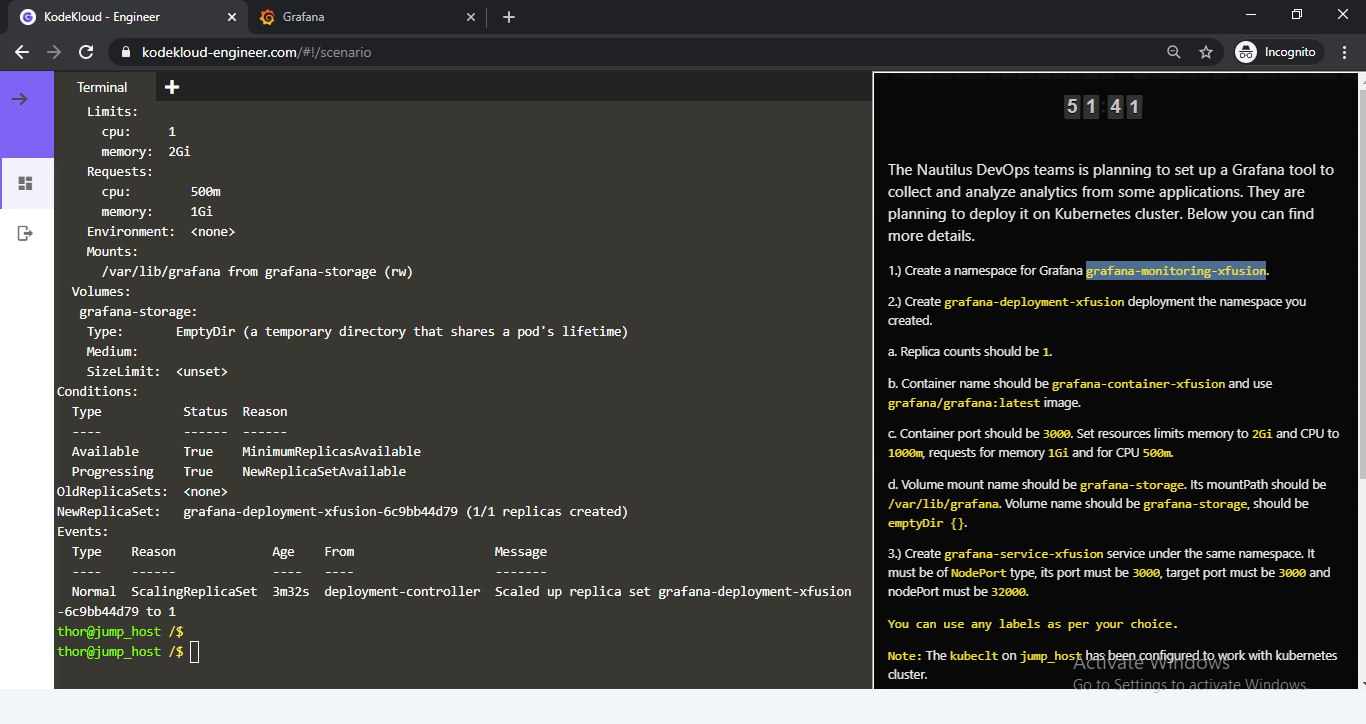 KodeKloud - Engineer
Grafana
kodekloud-engineer.com/#!/scenario
Incognito
Terminal
Limits:
cpu: 1
memory: 2Gi
Requests:
cpu: 500m
memory: 1Gi
Environment: <none>
Mounts:
/var/lib/grafana from grafana-storage (rw)
Volumes:
grafana-storage:
Type: EmptyDir (a temporary directory that shares a pod's lifetime)
Medium:
SizeLimit: <unset>
Conditions:
Type Status Reason
---- ------ ------
Available True MinimumReplicasAvailable
Progressing True NewReplicaSetAvailable
OldReplicaSets: <none>
NewReplicaSet: grafana-deployment-xfusion-6c9bb44d79 (1/1 replicas created)
Events:
Type Reason Age From Message
---- ------ ---- ---- -------
Normal ScalingReplicaSet 3m32s deployment-controller Scaled up replica set grafana-deployment-xfusion
-6c9bb44d79 to 1
thor@jump_host /$
thor@jump_host /$
51:41
The Nautilus DevOps teams is planning to set up a Grafana tool to
collect and analyze analytics from some applications. They are
planning to deploy it on Kubernetes cluster. Below you can find
more details.
1.) Create a namespace for Grafana grafana-monitoring-xfusion.
2.) Create grafana-deployment-xfusion deployment the namespace you
created.
a. Replica counts should be 1.
b. Container name should be grafana-container-xfusion and use
grafana/grafana:latest image.
c. Container port should be 3000. Set resources limits memory to 2Gi and CPU to
1000m, requests for memory 1Gi and for CPU 500m.
d. Volume mount name should be grafana-storage. Its mountPath should be
/var/lib/grafana. Volume name should be grafana-storage, should be
emptyDir {}.
3.) Create grafana-service-xfusion service under the same namespace. It
must be of NodePort type, its port must be 3000, target port must be 3000 and
nodePort must be 32000.
You can use any labels as per your choice.
Note: The kubeclt on jump_host has been configured to work with kubernetes
cluster.
Activate Windows
Go to Settings to activate Windows.